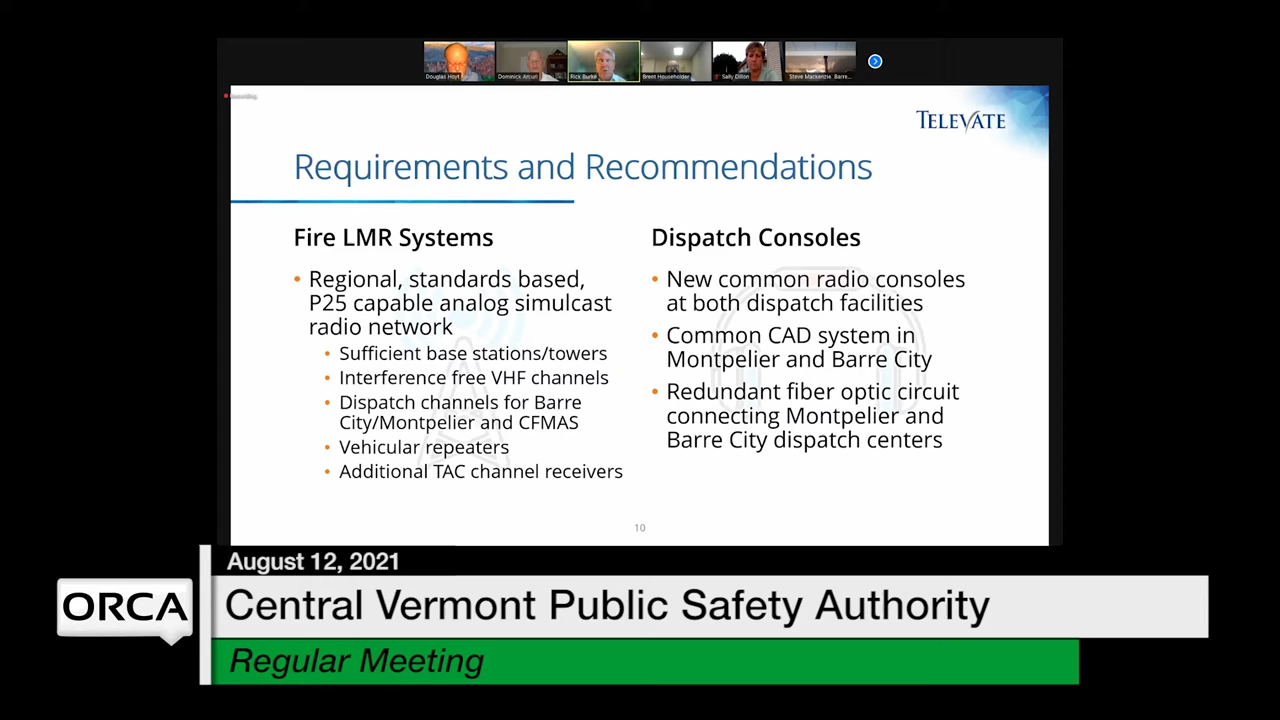 Douglas Hoyt
Dominick Arcuri
Rick Burke
Brent Householder
Sally Dillon
Steve Mackenzie, Barre...
Recording
TELEVATE
Requirements and Recommendations
Fire LMR Systems
• Regional, standards based,
P25 capable analog simulcast
radio network
• Sufficient base stations/towers
• Interference free VHF channels
• Dispatch channels for Barre
City/Montpelier and CFMAS
• Vehicular repeaters
• Additional TAC channel receivers
Dispatch Consoles
• New common radio consoles
at both dispatch facilities
• Common CAD system in
Montpelier and Barre City
• Redundant fiber optic circuit
connecting Montpelier and
Barre City dispatch centers
10
August 12, 2021
ORCA
Central Vermont Public Safety Authority
Regular Meeting